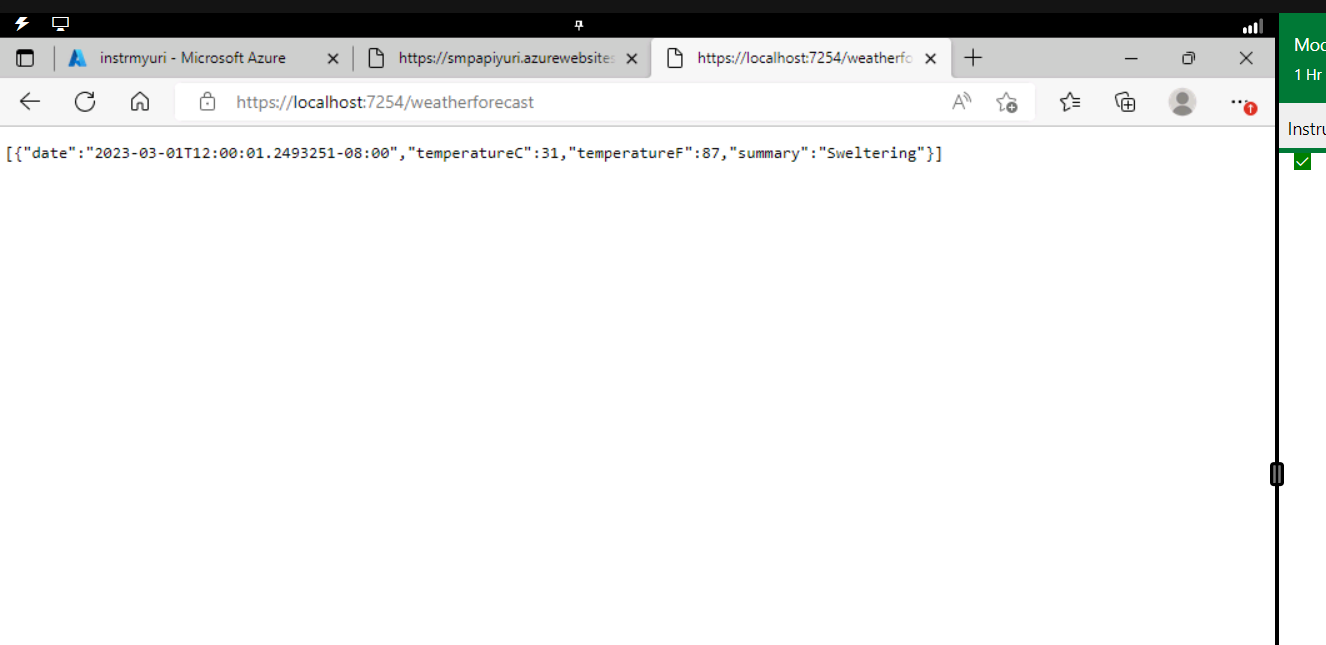 instrmyuri - Microsoft Azure
https://smpapiyuri.azurewebsites
https://localhost:7254/weatherfo
Moc
1 Hr
https://localhost:7254/weatherforecast
Instru
[{"date":"2023-03-01T12:00:01.2493251-08:00","temperatureC":31,"temperatureF":87,"summary":"Sweltering"}]